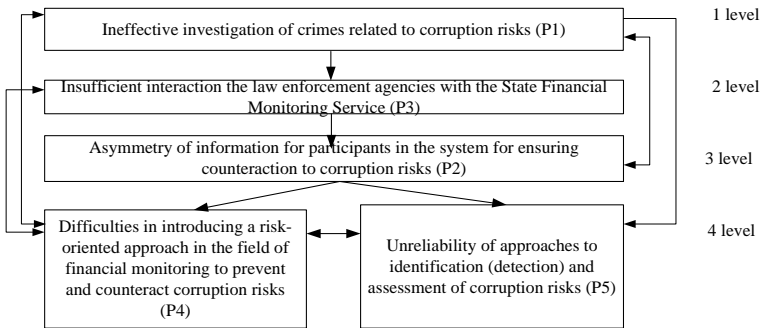 Ineffective investigation of crimes related to corruption risks (P1)
1 level
Insufficient interaction the law enforcement agencies with the State Financial
Monitoring Service (P3)
2 level
Asymmetry of information for participants in the system for ensuring
counteraction to corruption risks (P2)
3 level
Difficulties in introducing a risk-
oriented approach in the field of
financial monitoring to prevent
and counteract corruption risks
(P4)
Unreliability of approaches to
identification (detection) and
assessment of corruption risks (P5)
4 level